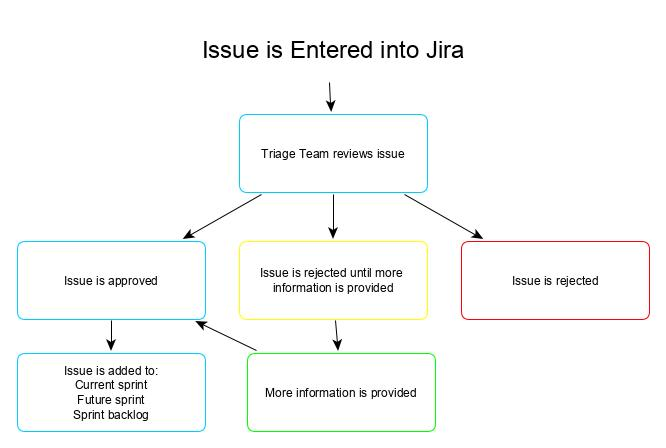 Issue is Entered into Jira
Triage Team reviews issue
Issue is approved
Issue is rejected until more
information is provided
Issue is rejected
Issue is added to:
Current sprint
Future sprint
Sprint backlog
More information is provided